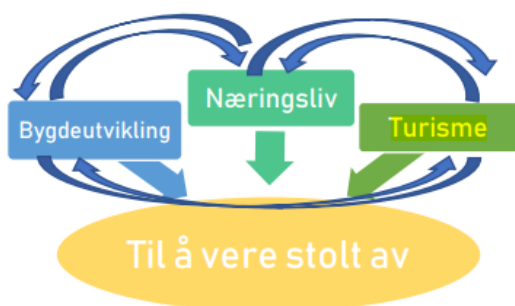 Bygdeutvikling
Næringsliv
Turisme
Til å vere stolt av